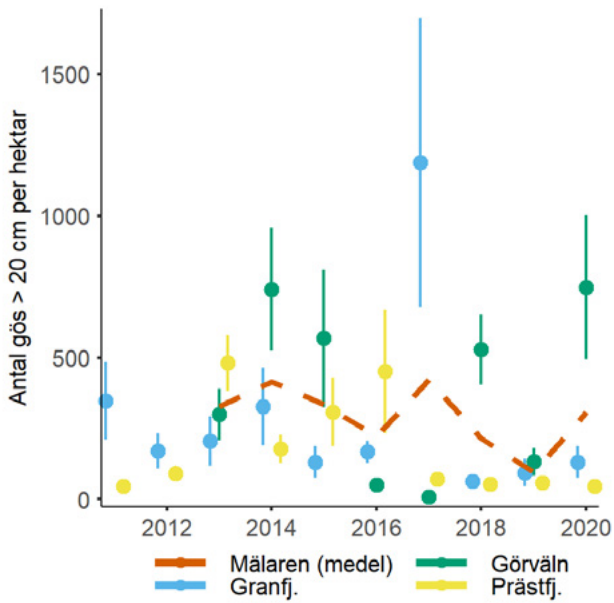 Antal gös > 20 cm per hektar
1500
1000
500
0
2012 2014 2016 2018 2020
Mälaren (medel) Görväln
Granfj. Prästfj.